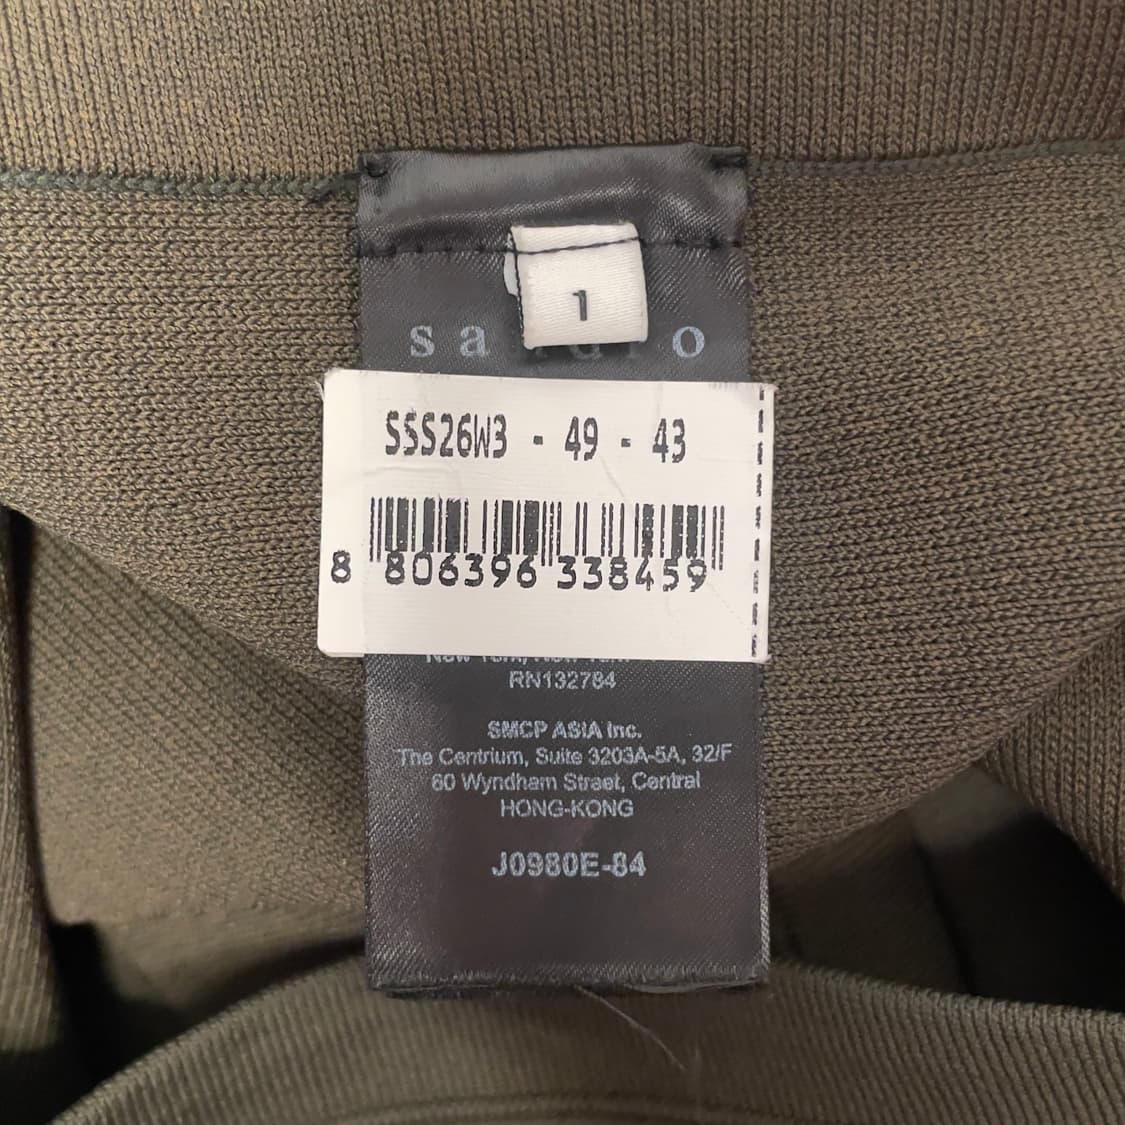 1
sandro
SSS26W3 - 49 - 43
8 806396 338459
RN132784
SMCP ASIA Inc.
The Centrium, Suite 3203A-5A, 32/F
60 Wyndham Street, Central
HONG-KONG
J0980E-84